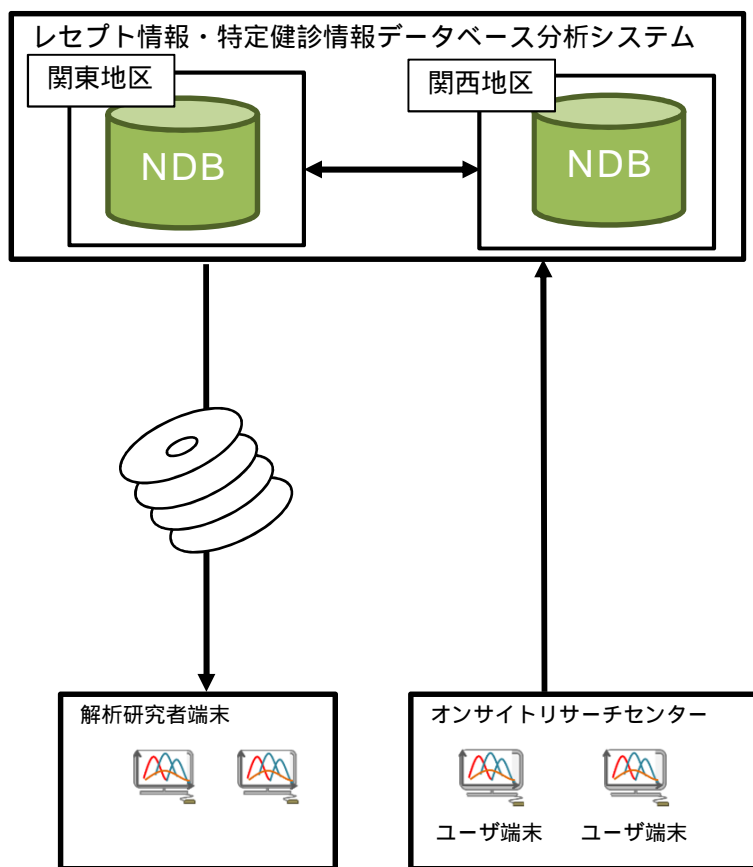 レセプト情報・特定健診情報データベース分析システム
関東地区
関西地区
NDB
NDB
解析研究者端末
オンサイトリサーチセンター
ユーザ端末
ユーザ端末